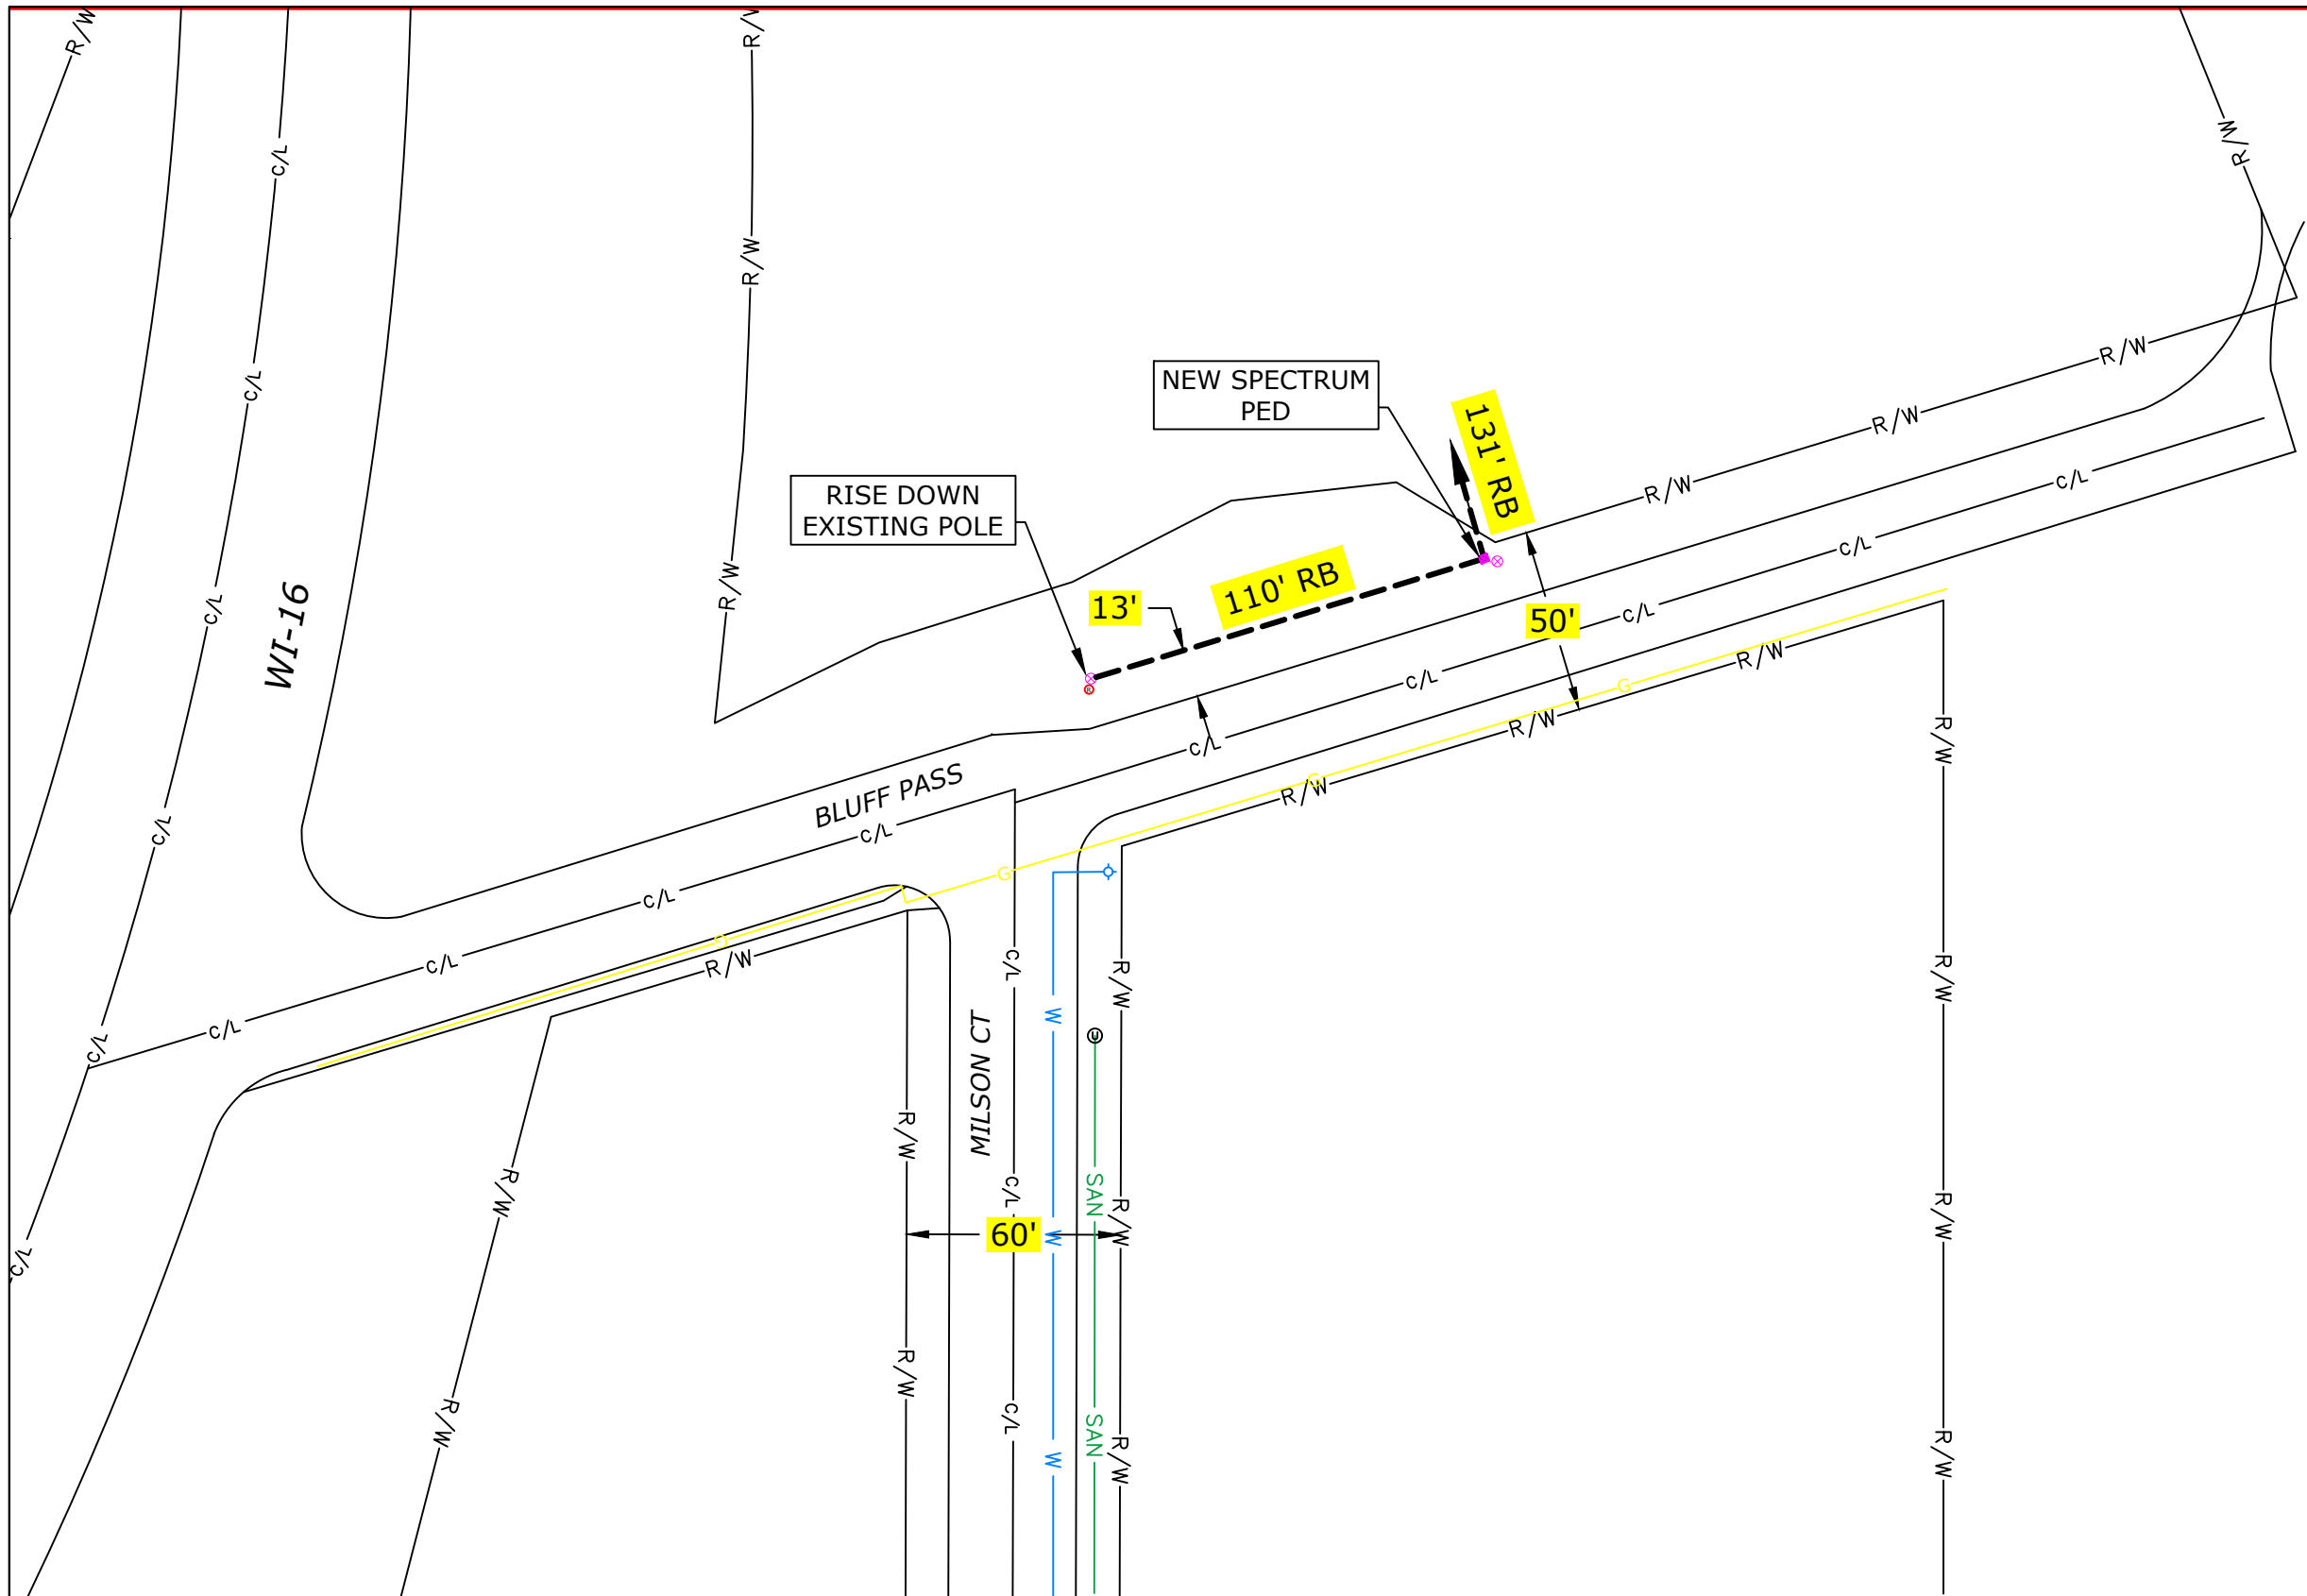 R/W
R/W
C/L
R/W
R/W
C/L
R/W
R/W
NEW SPECTRUM
PED
131' RB
R/W
R/W
C/L
RISE DOWN
EXISTING POLE
C/L
110' RB
13'
50'
C/L
R/W
C/L
WI-16
R/W
C/L
G
R/W
R/W
R/W
C/L
BLUFF PASS
C/L
C/L
G
R/W
G
C/L
G
C/L
R/W
C/L
C/L
R/W
R/W
C/L
C/L
W
MILSON CT
R/W
R/W
C/L
SAN
R/W
R/W
C/L
60'
W
R/W
R/W
C/L
SAN
R/W
R/W
W